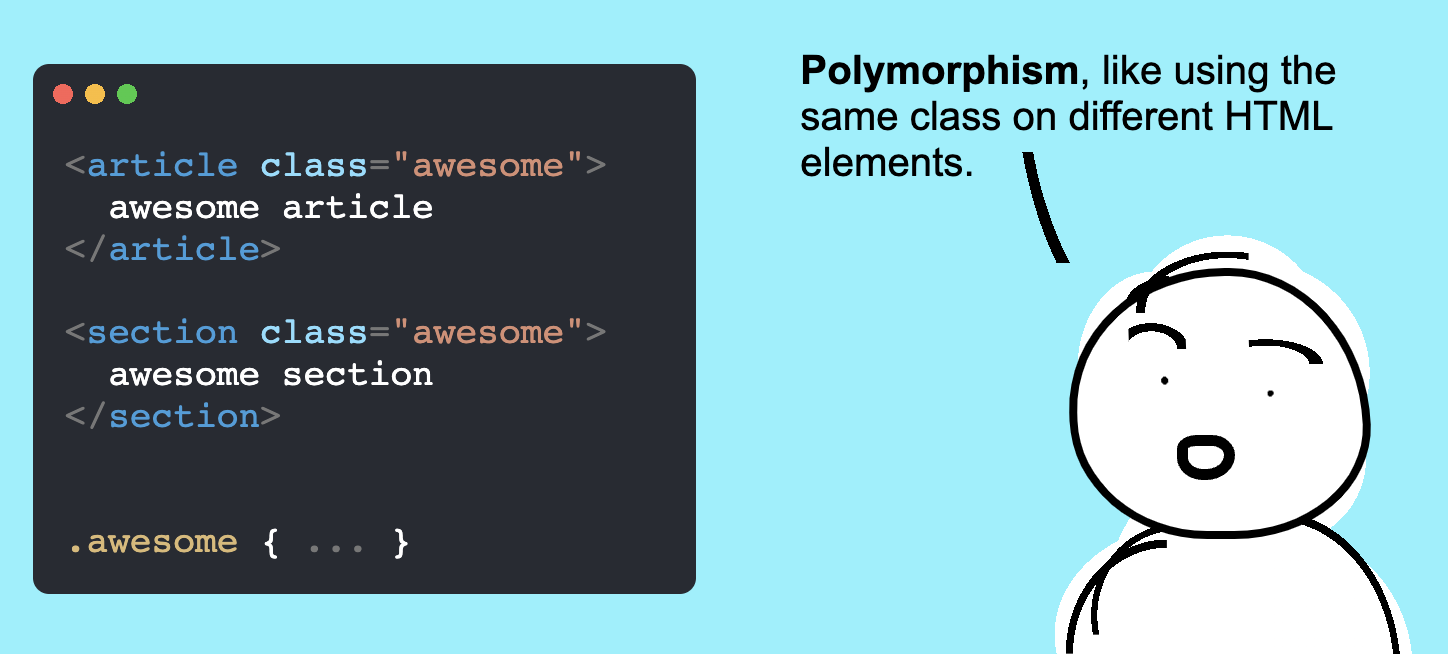 <article class="awesome">
  awesome article
</article>
<section class="awesome">
  awesome section
</section>
.awesome { ... }
Polymorphism, like using the
same class on different HTML
elements.